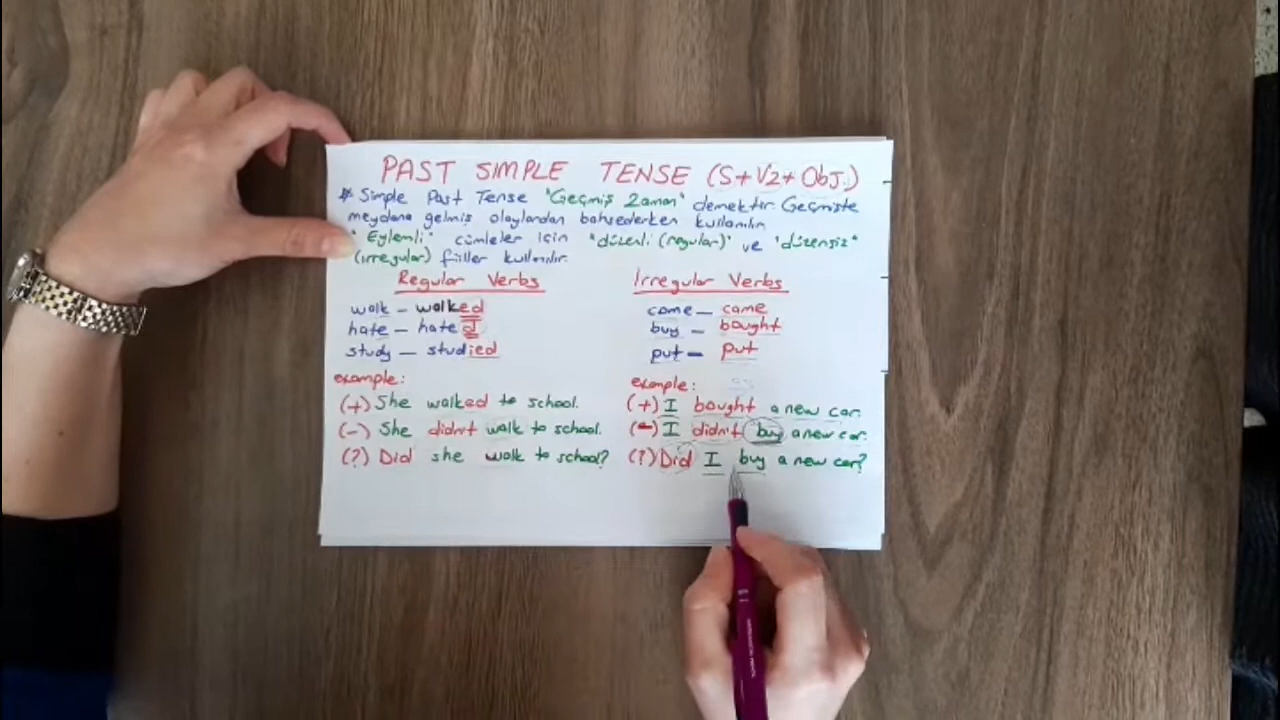 PAST SIMPLE TENSE (S+V2+ObJ.)
* Simple Past Tense "Geçmiş Zaman" demektir. Geçmişte
meydana gelmiş olaylardan bahsederken kullanılır.
* "Eylemli" cümleler için "düzenli (regular)" ve "düzensiz"
(irregular) fiiller kullanılır.
Regular Verbs
walk – walked
hate – hated
study – studied
example:
(+) She walked to school.
(-) She didn't walk to school.
(?) Did she walk to school?
Irregular Verbs
come – came
buy – bought
put – put
example:
(+) I bought a new car.
(-) I didn't buy a new car.
(?) Did I buy a new car?